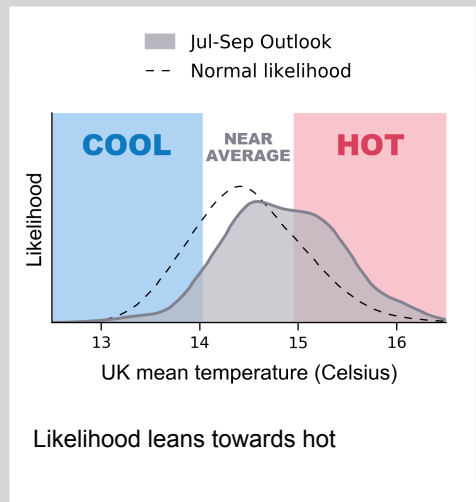 Jul-Sep Outlook
Normal likelihood
COOL
NEAR
AVERAGE
HOT
Likelihood
13 14 15 16
UK mean temperature (Celsius)
Likelihood leans towards hot